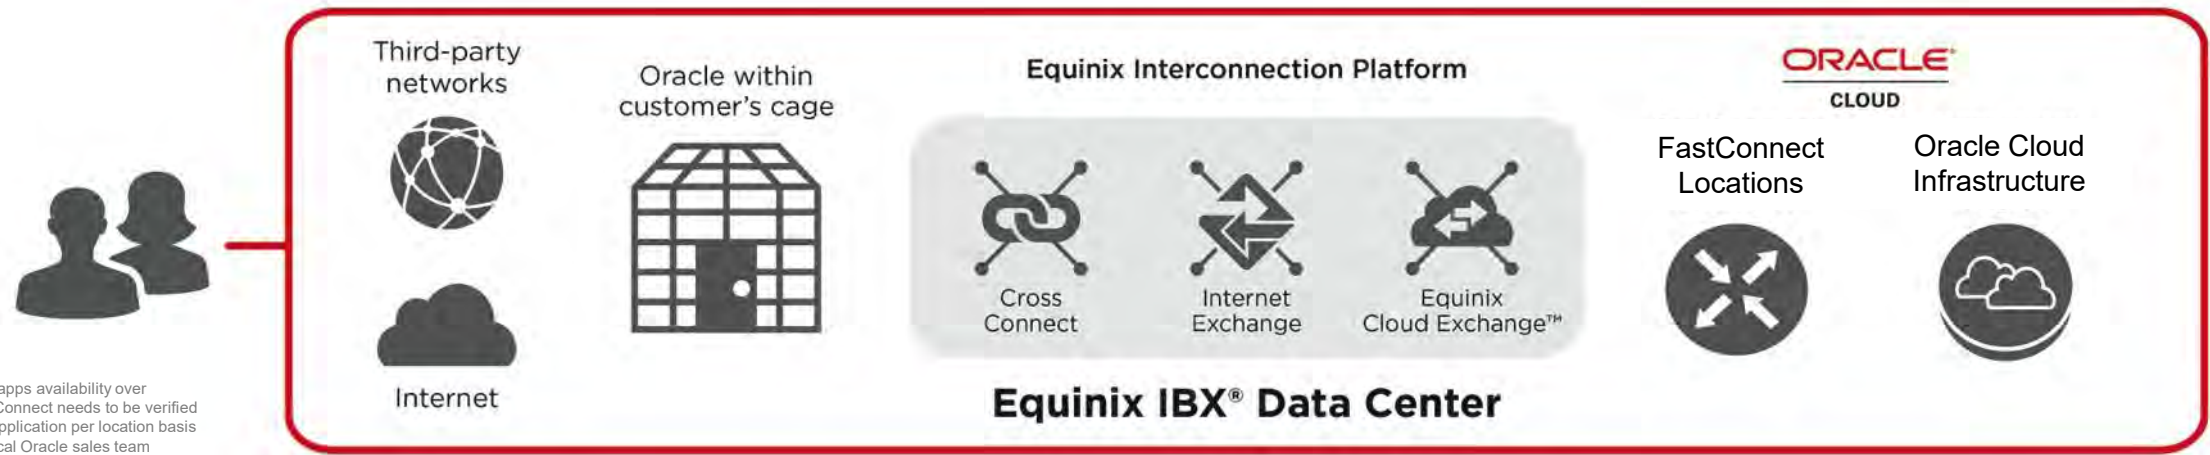 Third-party
networks
Internet
Oracle within
customer's cage
Equinix Interconnection Platform
Cross
Connect
Internet
Exchange
Equinix
Cloud Exchange™
Equinix IBX® Data Center
ORACLE®
CLOUD
FastConnect
Locations
Oracle Cloud
Infrastructure
apps availability over
Connect needs to be verified
application per location basis
Oracle sales team